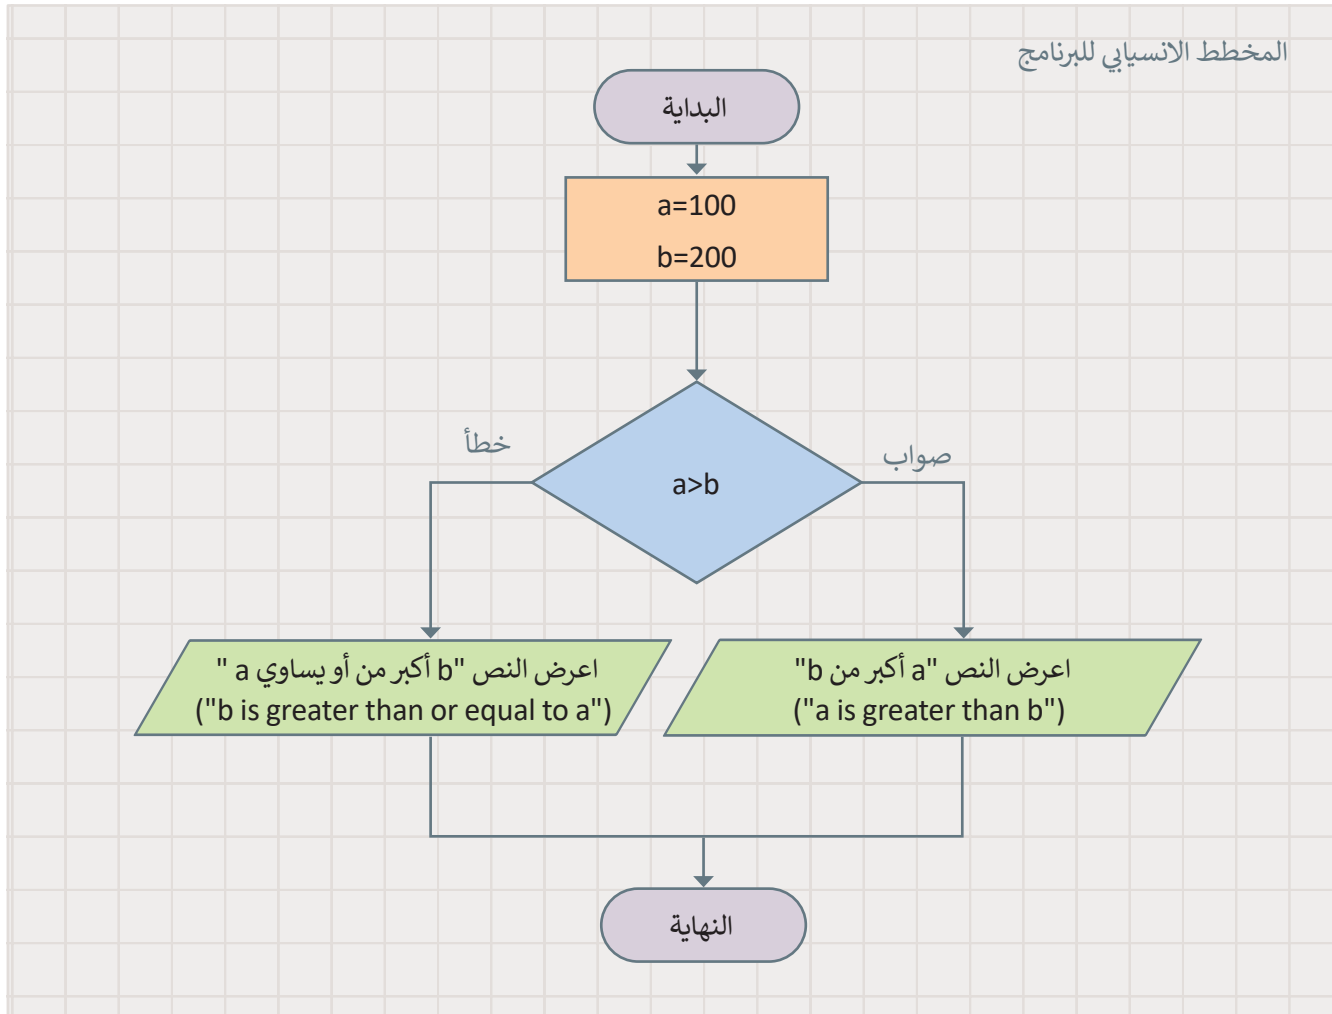 المخطط الانسيابي للبرنامج
البداية
a=100
b=200
a>b
صواب
خطأ
اعرض النص "a أكبر من b"
("a is greater than b")
اعرض النص "b أكبر من أو يساوي a "
("b is greater than or equal to a")
النهاية